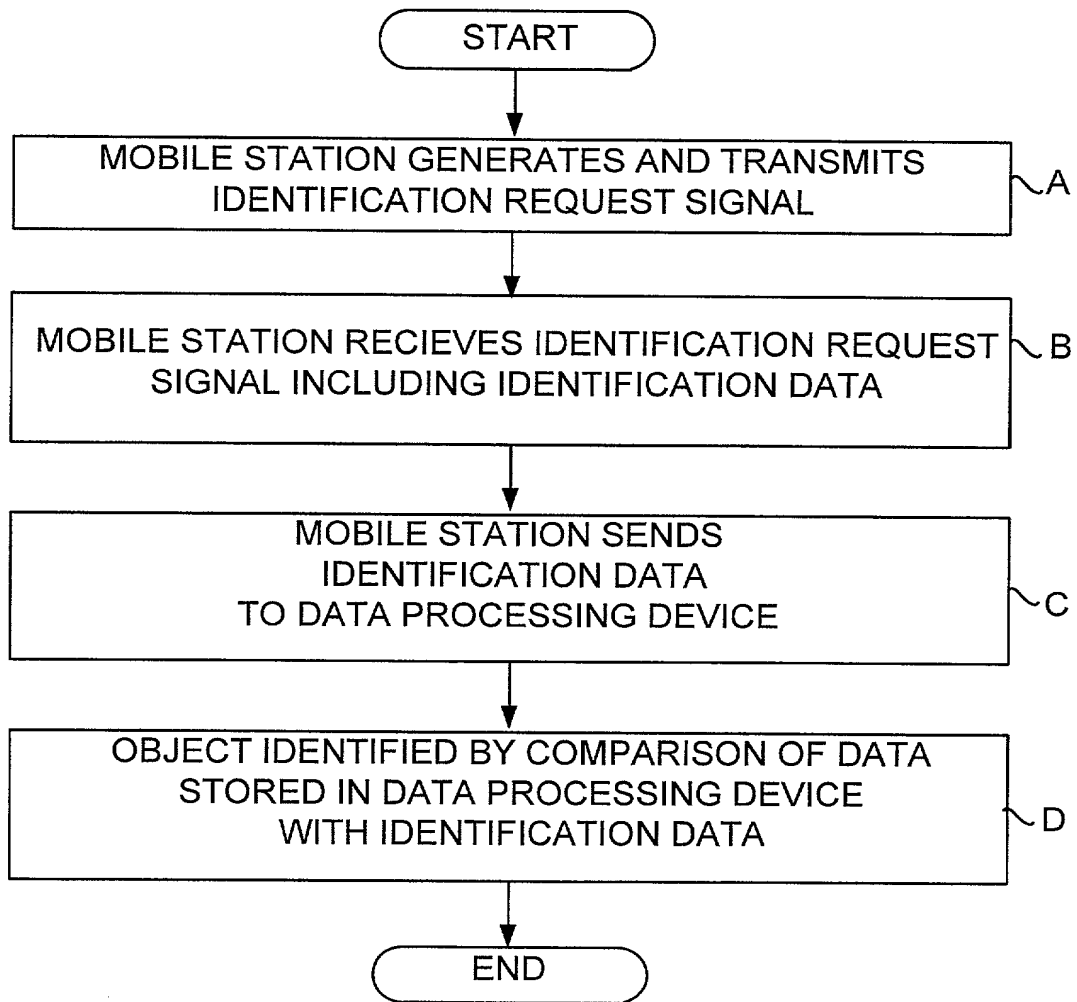 START
MOBILE STATION GENERATES AND TRANSMITS
IDENTIFICATION REQUEST SIGNAL
A
MOBILE STATION RECIEVES IDENTIFICATION REQUEST
SIGNAL INCLUDING IDENTIFICATION DATA
B
MOBILE STATION SENDS
IDENTIFICATION DATA
TO DATA PROCESSING DEVICE
C
OBJECT IDENTIFIED BY COMPARISON OF DATA
STORED IN DATA PROCESSING DEVICE
WITH IDENTIFICATION DATA
D
END